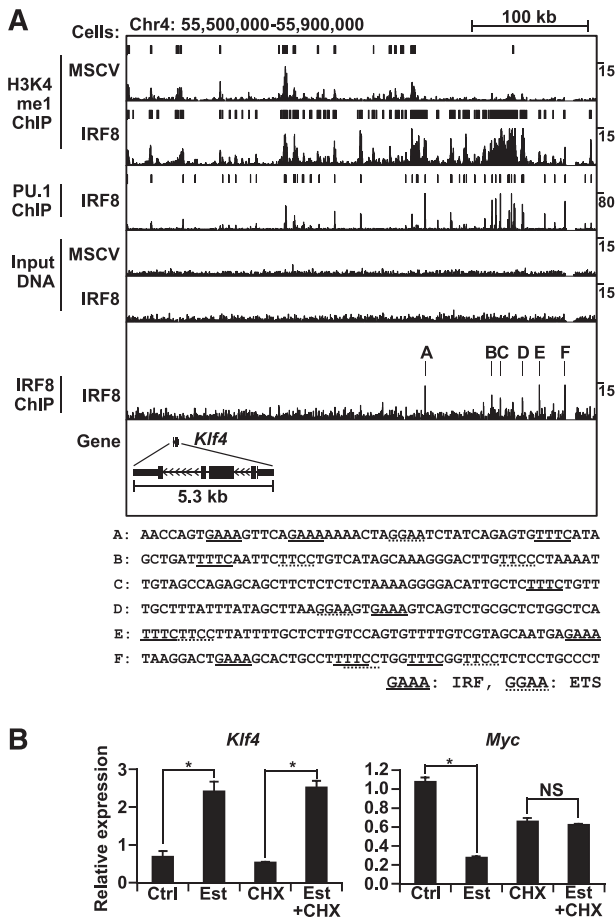 A
Cells:
Chr4: 55,500,000-55,900,000
100 kb
H3K4
me1
ChIP
MSCV
15
IRF8
15
PU.1
ChIP
IRF8
80
Input
DNA
MSCV
15
IRF8
15
A
B
C
D
E
F
IRF8
ChIP
IRF8
15
Gene
Klf4
5.3 kb
A: AACCAGTGAAAGTTCAGAAAAAAACTAGGAATCTATCAGAGTGTTTCATA
B: GCTGATTTTCAATTCTTCCTGTCATAGCAAAGGGACTTGTTCCCTAAAAT
C: TGTAGCCAGAGCAGCTTCTCTCTCTAAAAGGGGACATTGCTCTTTCTGTT
D: TGCTTTATTTATAGCTTAAGGAAGTGAAAGTCAGTCTGCGCTCTGGCTCA
E: TTTCTTCCTTATTTTGCTCTTGTCCAGTGTTTTGTCGTAGCAATGAGAAA
F: TAAGGACTGAAAGCACTGCCTTTTCCTGGTTTCGGTTCCTCTCCTGCCCT
GAAA: IRF, GGAA: ETS
B
Klf4
Relative expression
3
2
1
0
*
*
Ctrl
Est
CHX
Est
+CHX
Myc
1.2
1.0
0.8
0.6
0.4
0.2
0.0
*
NS
Ctrl
Est
CHX
Est
+CHX